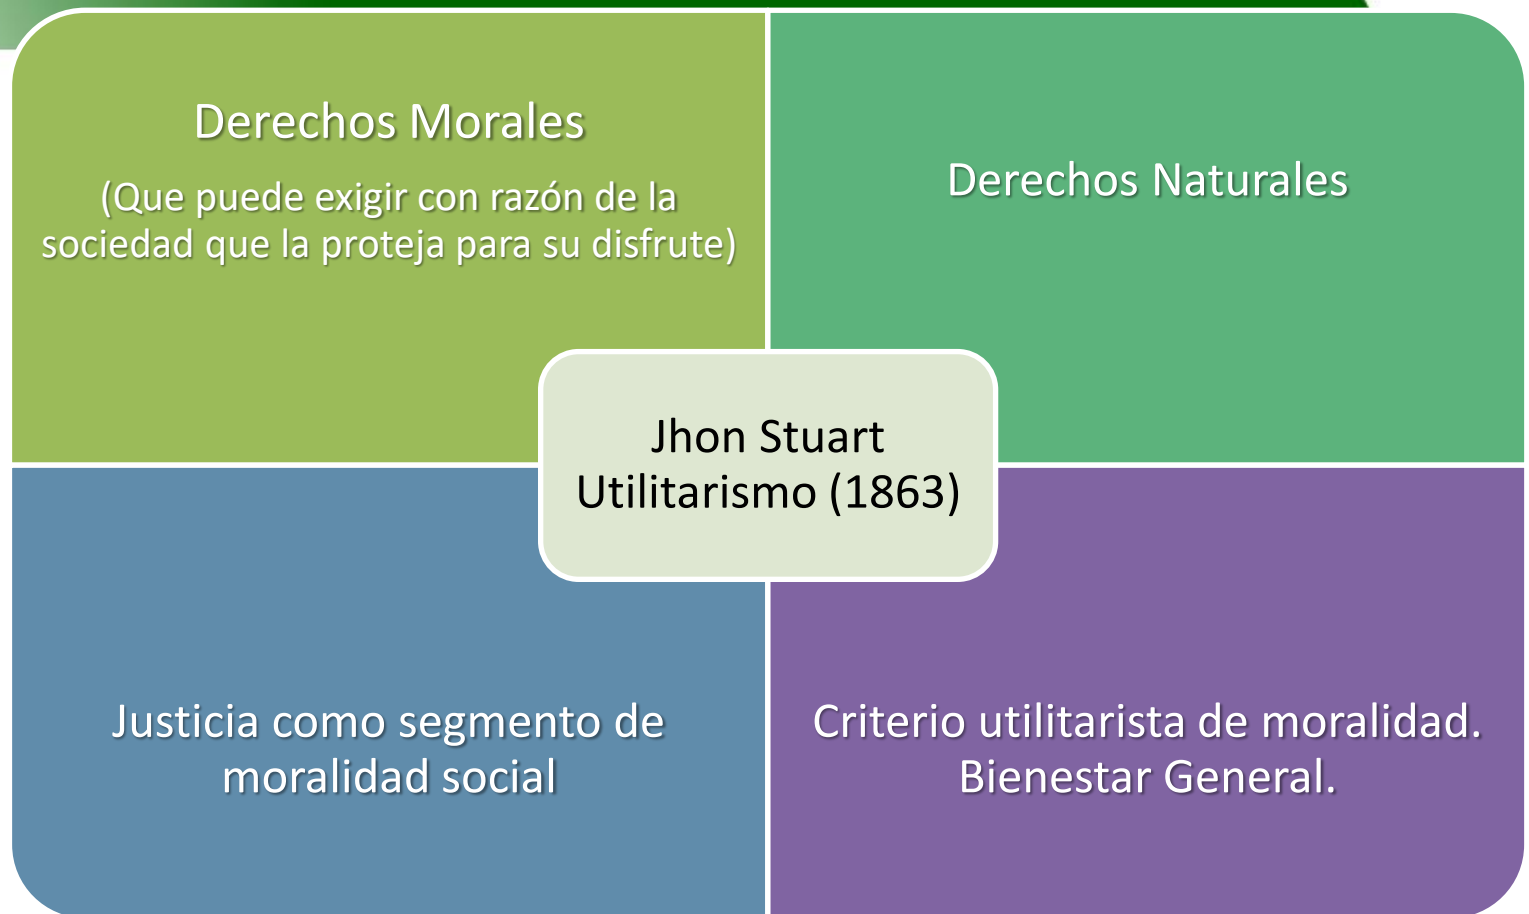 Derechos Morales
(Que puede exigir con razón de la
sociedad que la proteja para su disfrute)
Derechos Naturales
Jhon Stuart
Utilitarismo (1863)
Justicia como segmento de
moralidad social
Criterio utilitarista de moralidad.
Bienestar General.